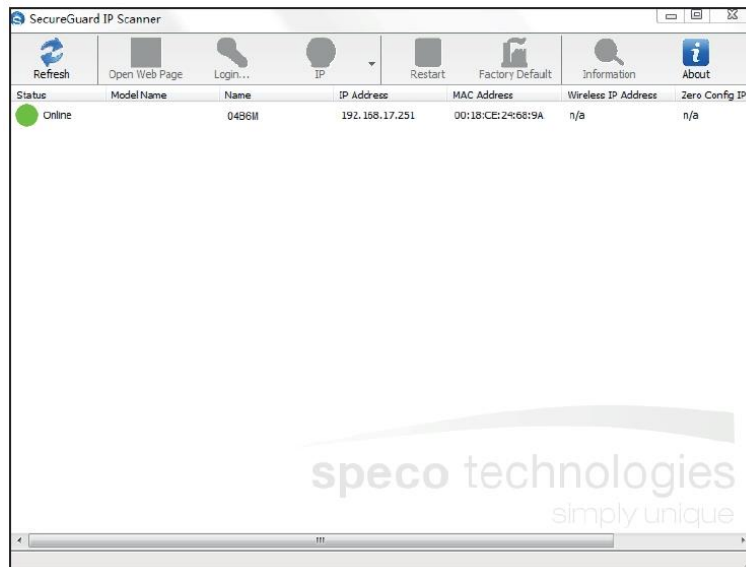 SecureGuard IP Scanner
Refresh Open Web Page Login... IP Restart Factory Default Information About
Status Model Name Name IP Address MAC Address Wireless IP Address Zero Config IP
Online 04B6M 192.168.17.251 00:18:CE:24:68:9A n/a n/a
speco technologies
simply unique